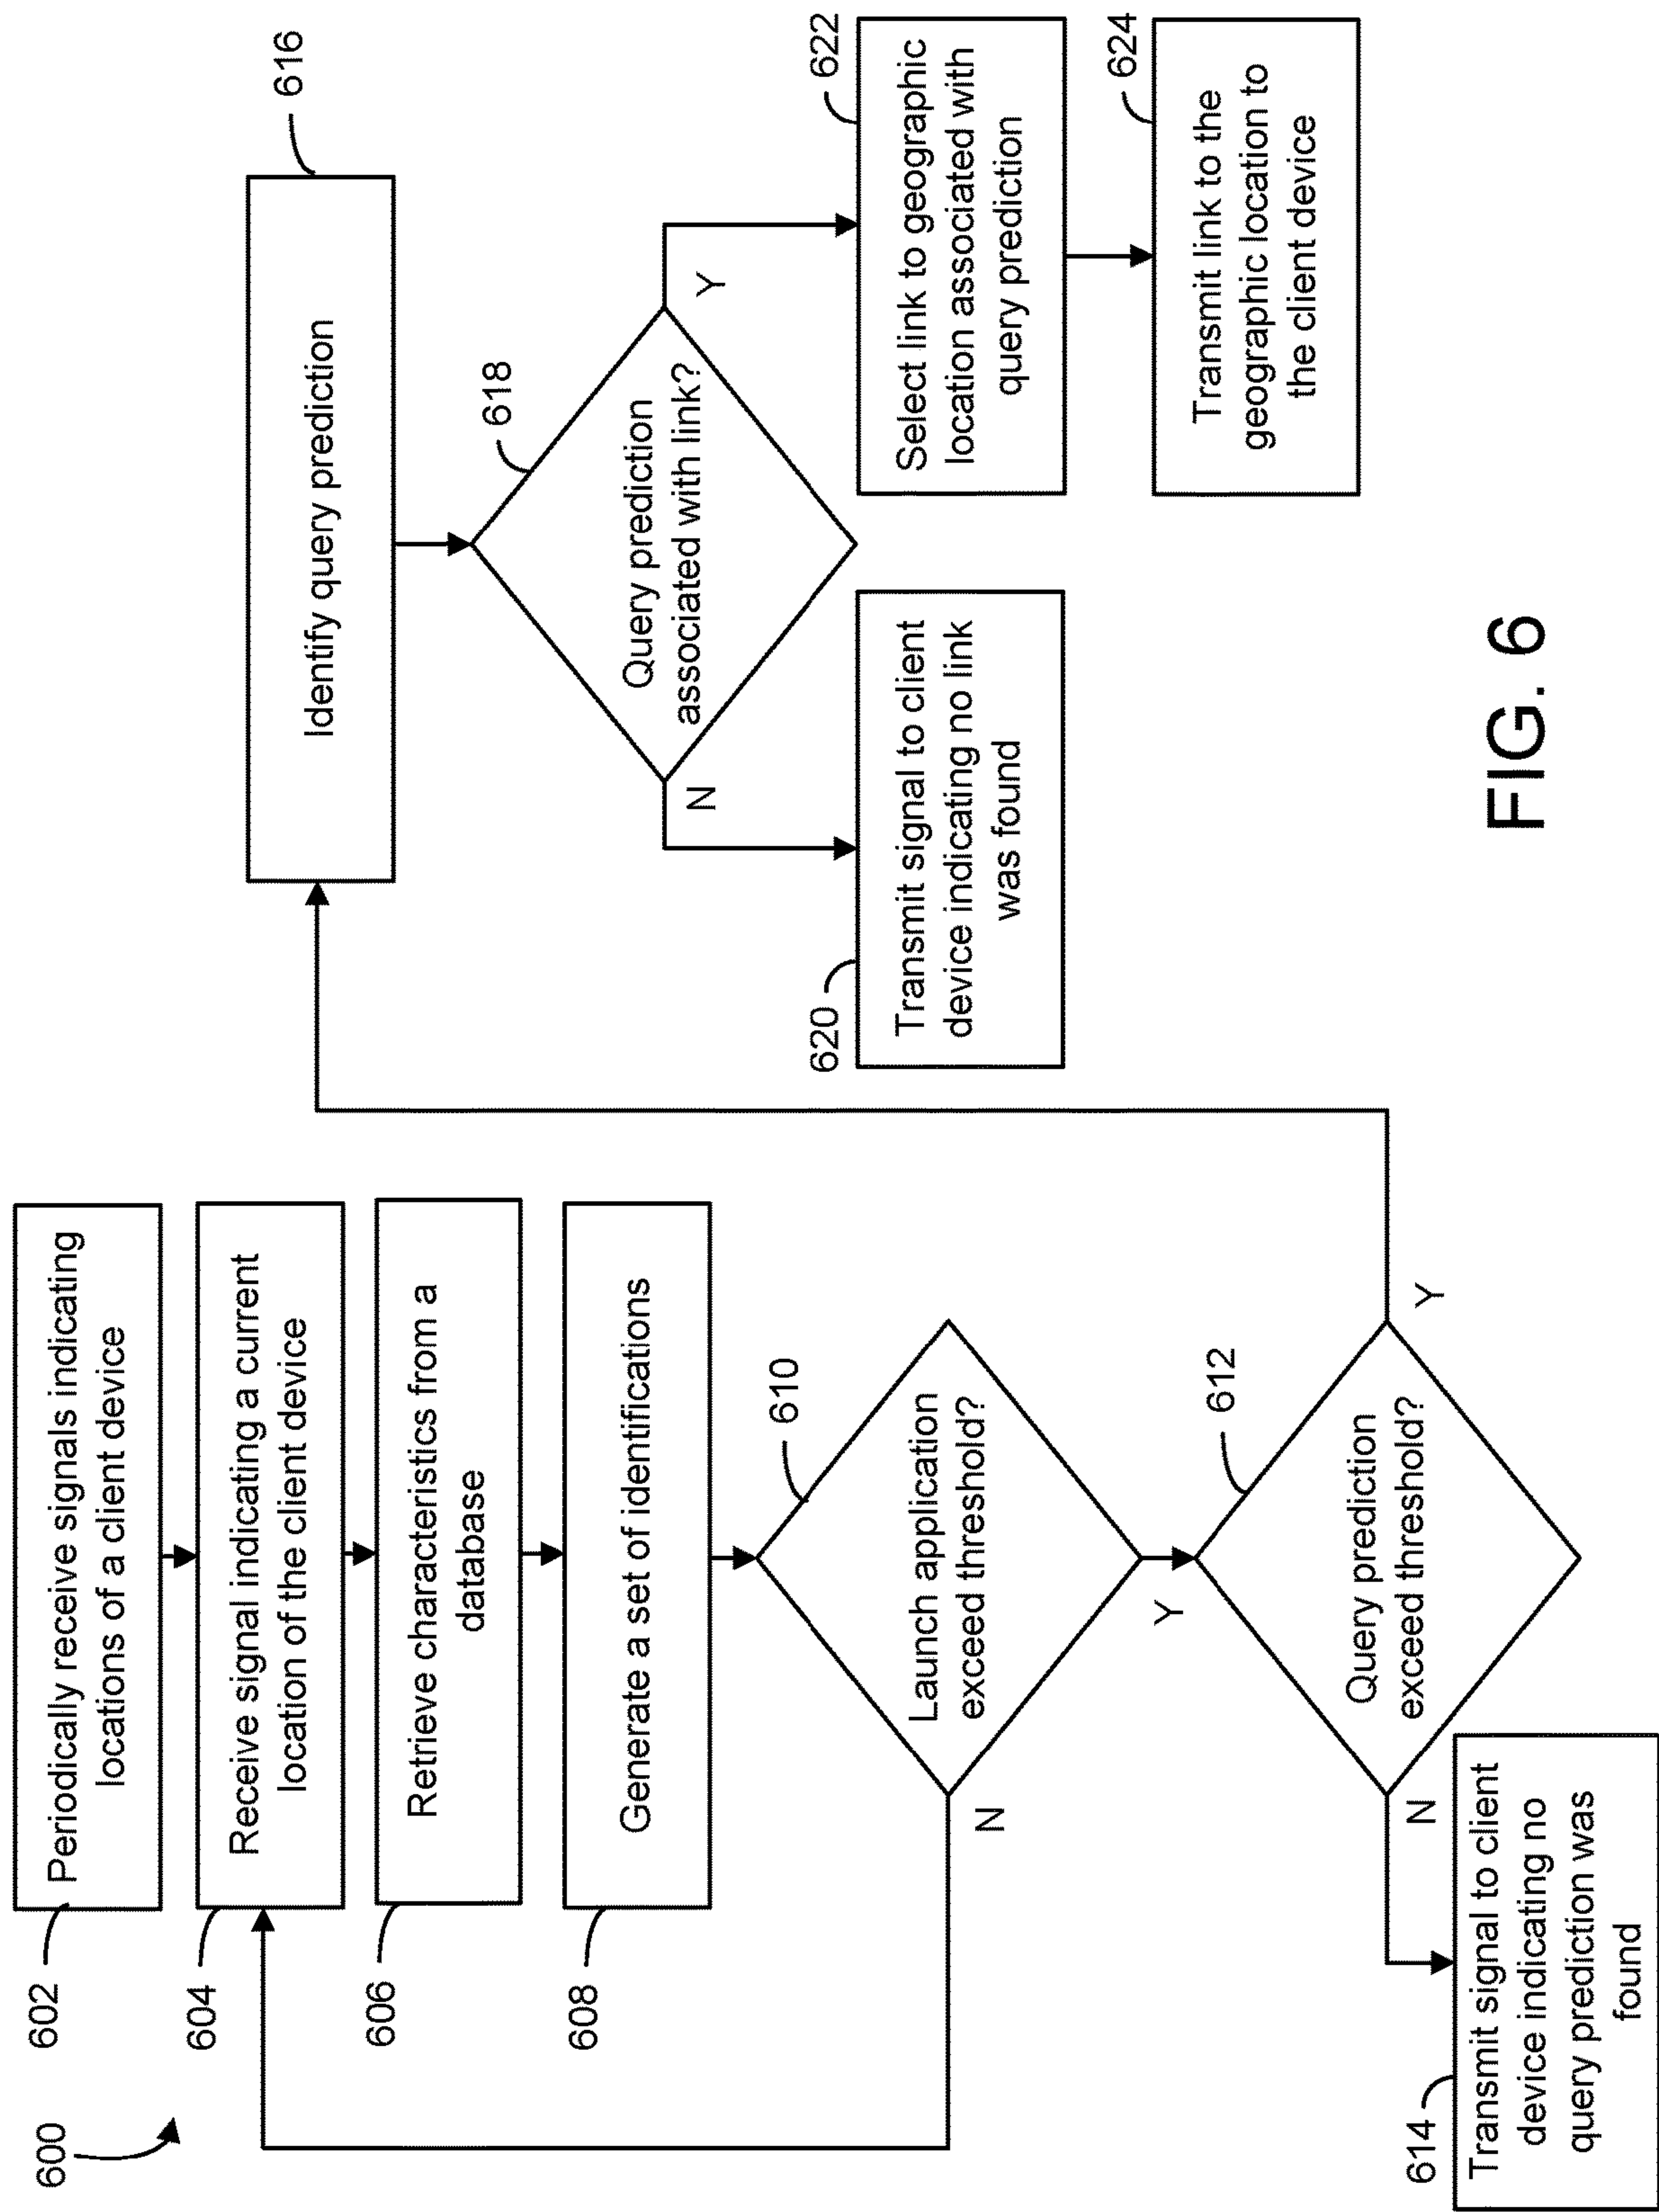 600
602
Periodically receive signals indicating
locations of a client device
604
Receive signal indicating a current
location of the client device
606
Retrieve characteristics from a
database
608
Generate a set of identifications
610
Launch application
exceed threshold?
N
Y
612
Query prediction
exceed threshold?
N
Y
614
Transmit signal to client
device indicating no
query prediction was
found
616
Identify query prediction
618
Query prediction
associated with link?
N
Y
620
Transmit signal to client
device indicating no link
was found
622
Select link to geographic
location associated with
query prediction
624
Transmit link to the
geographic location to
the client device
FIG. 6